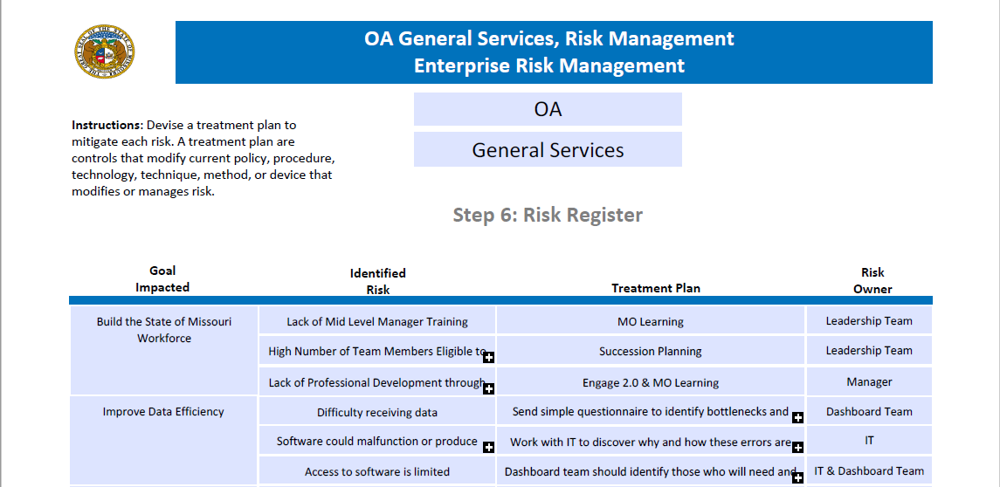 OA General Services, Risk Management
Enterprise Risk Management
OA
General Services
Instructions: Devise a treatment plan to
mitigate each risk. A treatment plan are
controls that modify current policy, procedure,
technology, technique, method, or device that
modifies or manages risk.
Step 6: Risk Register
Goal
Impacted
Identified
Risk
Treatment Plan
Risk
Owner
Build the State of Missouri
Workforce
Lack of Mid Level Manager Training
MO Learning
Leadership Team
High Number of Team Members Eligible to
Succession Planning
Leadership Team
Lack of Professional Development through
Engage 2.0 & MO Learning
Manager
Improve Data Efficiency
Difficulty receiving data
Send simple questionnaire to identify bottlenecks and
Dashboard Team
Software could malfunction or produce
Work with IT to discover why and how these errors are
IT
Access to software is limited
Dashboard team should identify those who will need and
IT & Dashboard Team